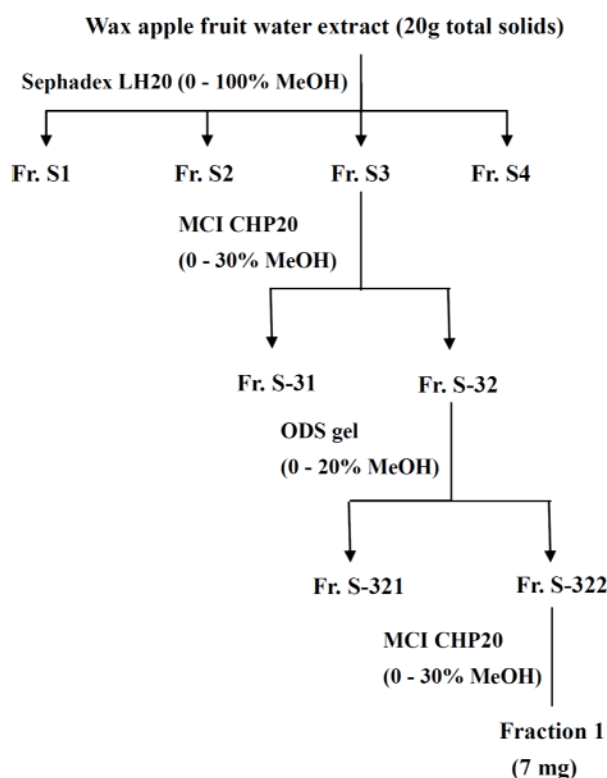 Wax apple fruit water extract (20g total solids)
Sephadex LH20 (0 - 100% MeOH)
Fr. S1
Fr. S2
Fr. S3
Fr. S4
MCI CHP20
(0 - 30% MeOH)
Fr. S-31
Fr. S-32
ODS gel
(0 - 20% MeOH)
Fr. S-321
Fr. S-322
MCI CHP20
(0 - 30% MeOH)
Fraction 1
(7 mg)